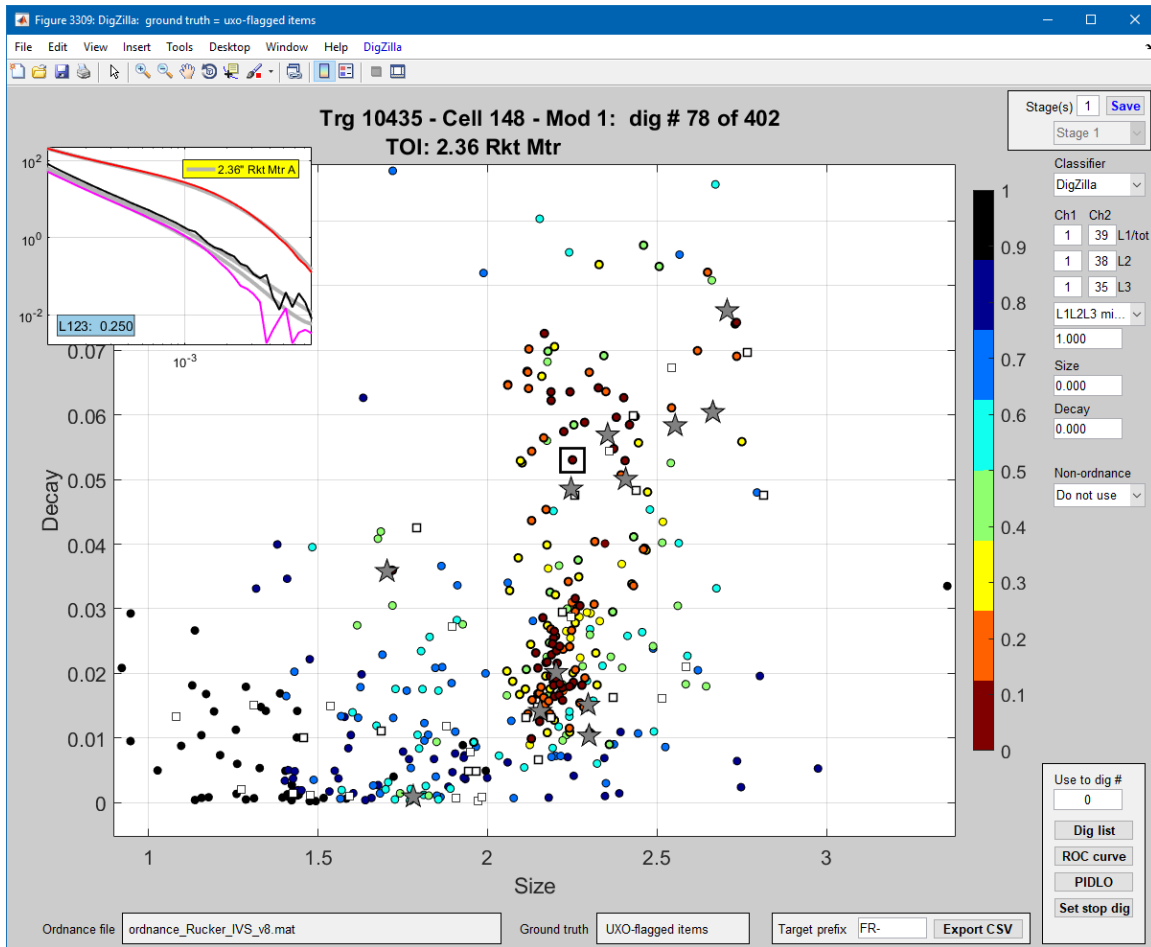 Figure 3309: DigZilla: ground truth = uxo-flagged items
File Edit View Insert Tools Desktop Window Help DigZilla
Trg 10435 - Cell 148 - Mod 1: dig # 78 of 402
TOI: 2.36 Rkt Mtr
Stage(s) 1 Save
Stage 1
Classifier
DigZilla
Ch1 Ch2
1 39 L1/tot
1 38 L2
1 35 L3
L1L2L3 mi...
1.000
Size
0.000
Decay
0.000
Non-ordnance
Do not use
10^2
10^0
10^-2
2.36" Rkt Mtr A
L123: 0.250
10^-3
0.07
0.06
0.05
0.04
0.03
0.02
0.01
0
Decay
1 1.5 2 2.5 3
Size
1
0.9
0.8
0.7
0.6
0.5
0.4
0.3
0.2
0.1
0
Use to dig #
0
Dig list
ROC curve
PIDLO
Set stop dig
Ordnance file ordnance_Rucker_IVS_v8.mat Ground truth UXO-flagged items Target prefix FR- Export CSV